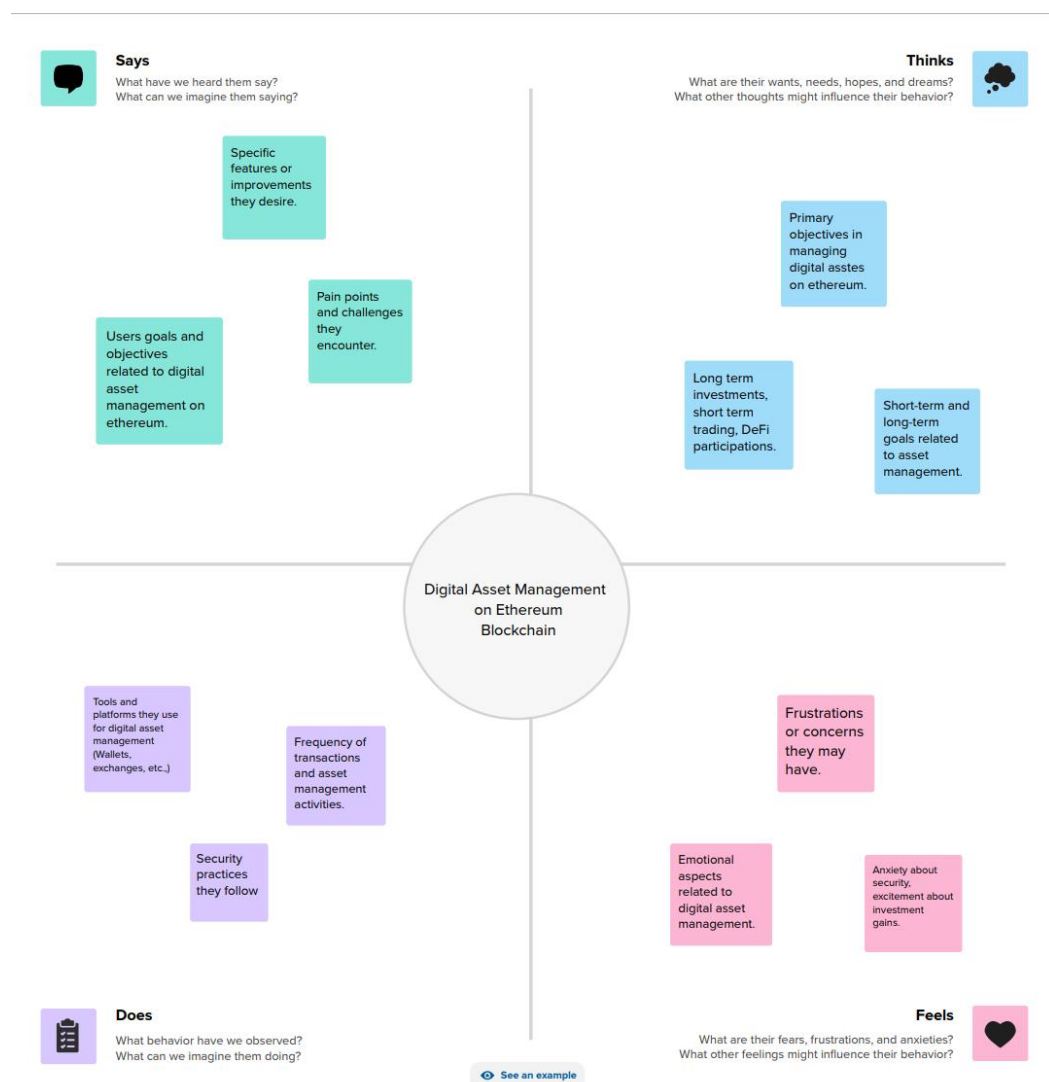 Says
What have we heard them say?
What can we imagine them saying?
Specific
features or
improvements
they desire.
Pain points
and challenges
they
encounter.
Users goals and
objectives
related to digital
asset
management on
ethereum.
Thinks
What are their wants, needs, hopes, and dreams?
What other thoughts might influence their behavior?
Primary
objectives in
managing
digital asstes
on ethereum.
Long term
investments,
short term
trading, DeFi
participations.
Short-term and
long-term
goals related
to asset
management.
Digital Asset Management
on Ethereum
Blockchain
Tools and
platforms they use
for digital asset
management
(Wallets,
exchanges, etc.,)
Frequency of
transactions
and asset
management
activities.
Security
practices
they follow
Does
What behavior have we observed?
What can we imagine them doing?
Frustrations
or concerns
they may
have.
Emotional
aspects
related to
digital asset
management.
Anxiety about
security,
excitement about
investment
gains.
Feels
What are their fears, frustrations, and anxieties?
What other feelings might influence their behavior?
See an example